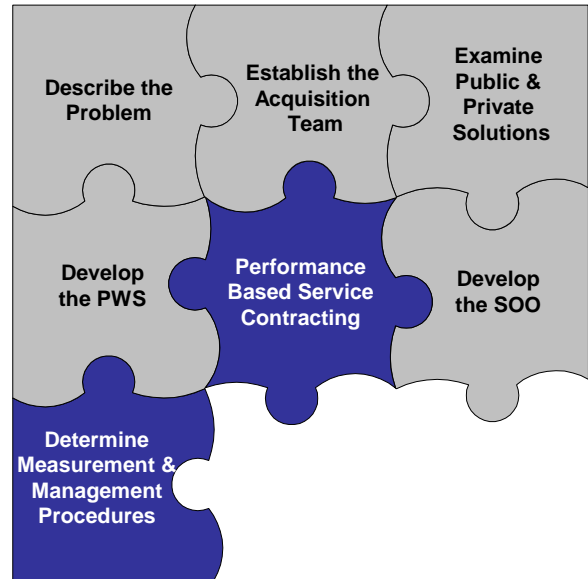 Describe the
Problem
Establish the
Acquisition
Team
Examine
Public &
Private
Solutions
Develop
the PWS
Performance
Based Service
Contracting
Develop
the SOO
Determine
Measurement &
Management
Procedures